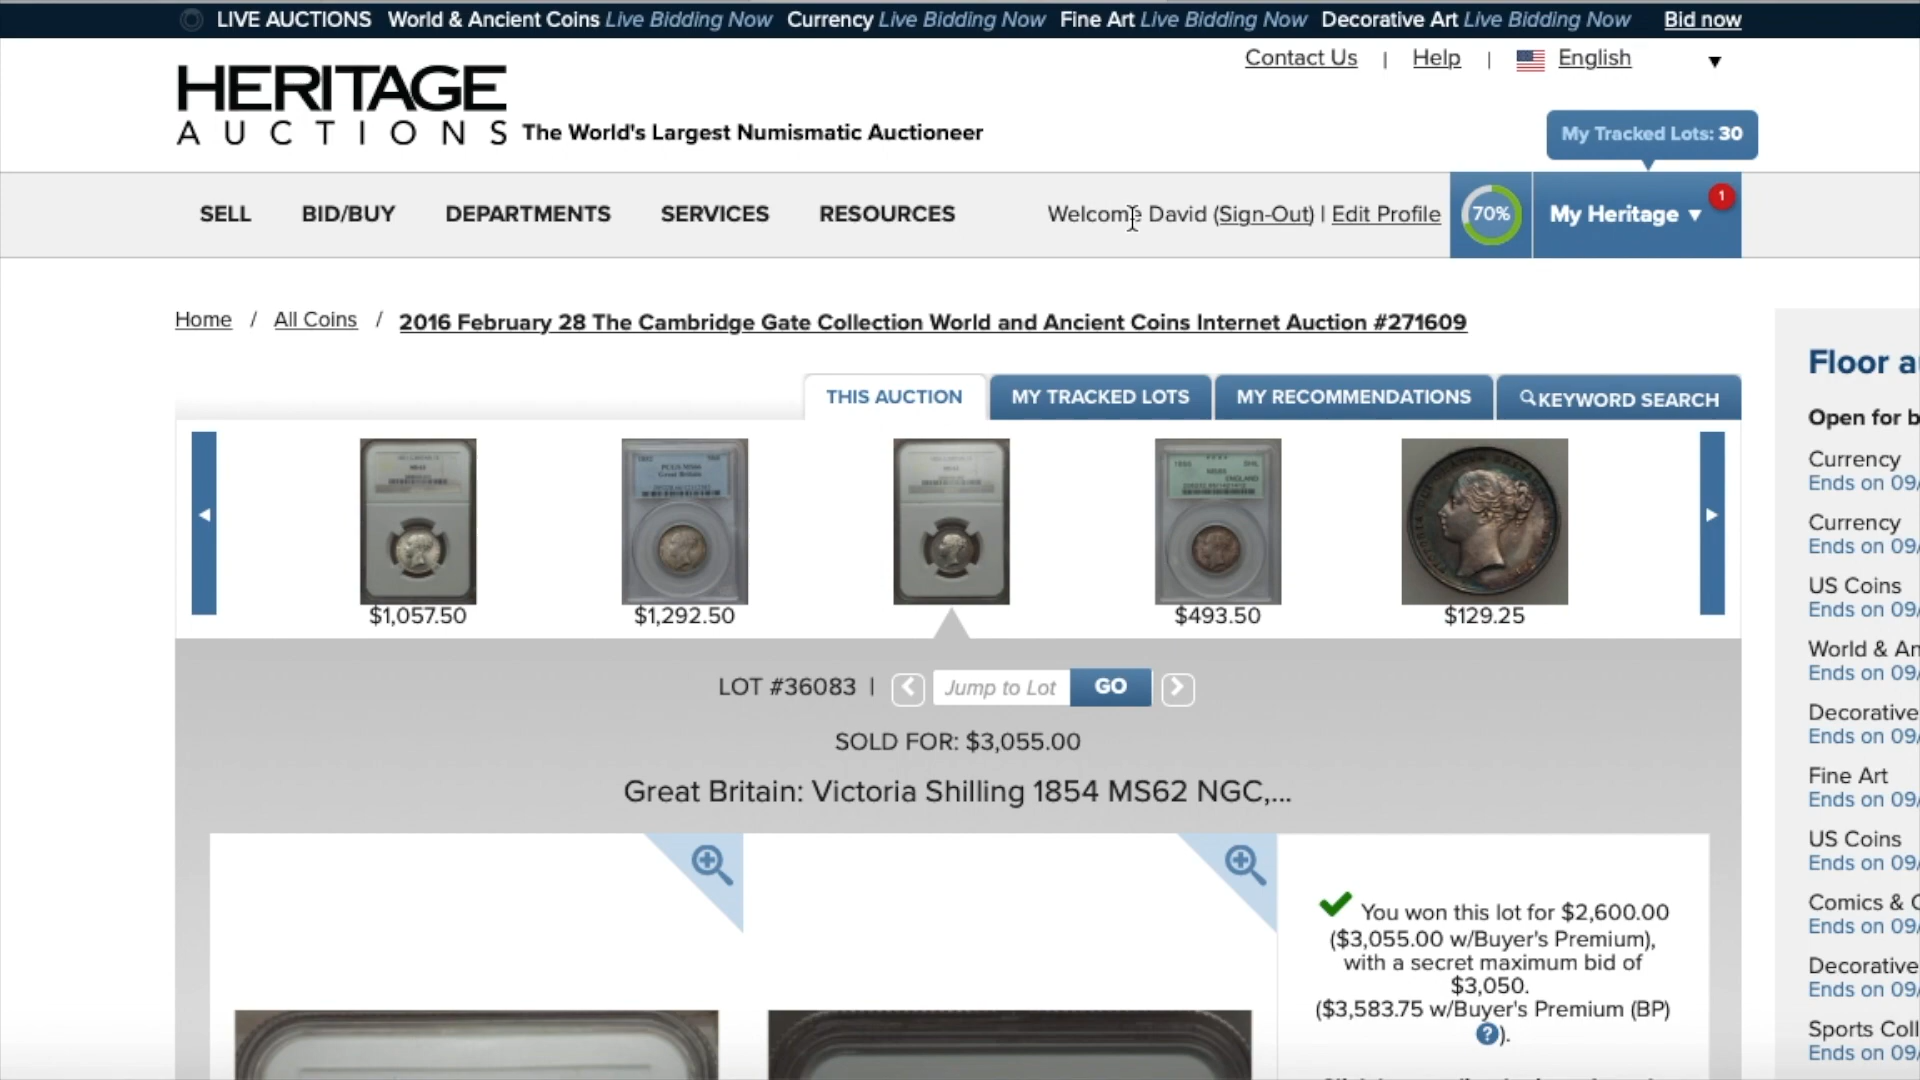 LIVE AUCTIONS World & Ancient Coins Live Bidding Now Currency Live Bidding Now Fine Art Live Bidding Now Decorative Art Live Bidding Now Bid now
Contact Us | Help | English
HERITAGE
AUCTIONS The World's Largest Numismatic Auctioneer
My Tracked Lots: 30
SELL BID/BUY DEPARTMENTS SERVICES RESOURCES Welcome David (Sign-Out) | Edit Profile 70% My Heritage 1
Home / All Coins / 2016 February 28 The Cambridge Gate Collection World and Ancient Coins Internet Auction #271609
THIS AUCTION MY TRACKED LOTS MY RECOMMENDATIONS KEYWORD SEARCH
$1,057.50 $1,292.50 $493.50 $129.25
LOT #36083 | Jump to Lot GO
SOLD FOR: $3,055.00
Great Britain: Victoria Shilling 1854 MS62 NGC,...
You won this lot for $2,600.00
($3,055.00 w/Buyer's Premium),
with a secret maximum bid of
$3,050.
($3,583.75 w/Buyer's Premium (BP)
?).
Floor
Open for b
Currency
Ends on 09/
Currency
Ends on 09/
US Coins
Ends on 09/
World & An
Ends on 09/
Decorative
Ends on 09/
Fine Art
Ends on 09/
US Coins
Ends on 09/
Comics & C
Ends on 09/
Decorative
Ends on 09/
Sports Coll
Ends on 09/